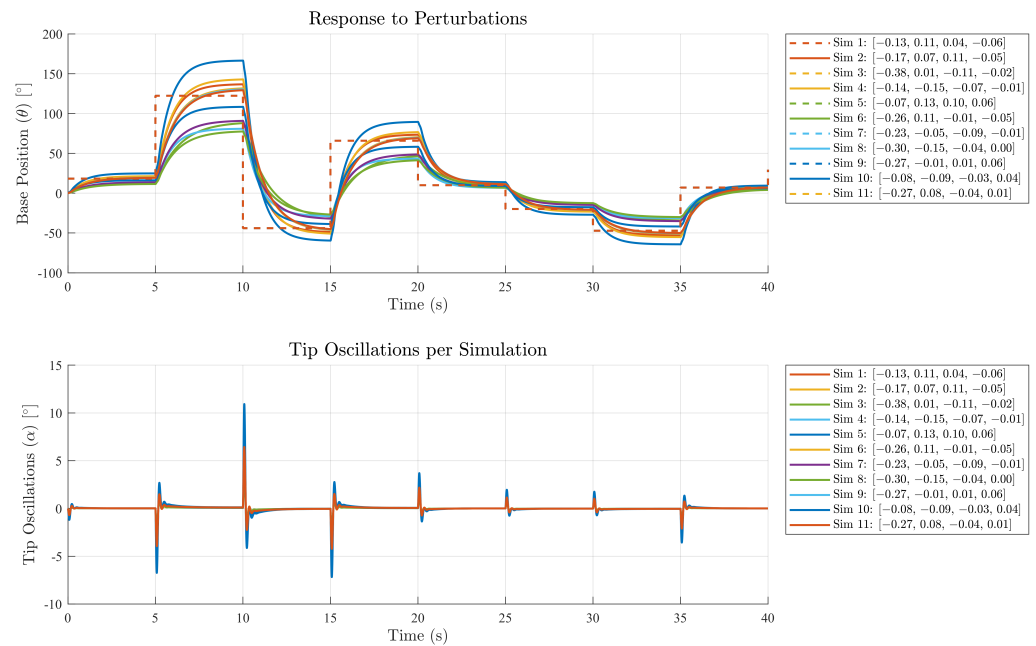 Response to Perturbations
200
150
100
50
0
-50
-100
Base Position (θ) [°]
0 5 10 15 20 25 30 35 40
Time (s)
Sim 1: [−0.13, 0.11, 0.04, −0.06]
Sim 2: [−0.17, 0.07, 0.11, −0.05]
Sim 3: [−0.38, 0.01, −0.11, −0.02]
Sim 4: [−0.14, −0.15, −0.07, −0.01]
Sim 5: [−0.07, 0.13, 0.10, 0.06]
Sim 6: [−0.26, 0.11, −0.01, −0.05]
Sim 7: [−0.23, −0.05, −0.09, −0.01]
Sim 8: [−0.30, −0.15, −0.04, 0.00]
Sim 9: [−0.27, −0.01, 0.01, 0.06]
Sim 10: [−0.08, −0.09, −0.03, 0.04]
Sim 11: [−0.27, 0.08, −0.04, 0.01]
Tip Oscillations per Simulation
15
10
5
0
-5
-10
Tip Oscillations (α) [°]
0 5 10 15 20 25 30 35 40
Time (s)
Sim 1: [−0.13, 0.11, 0.04, −0.06]
Sim 2: [−0.17, 0.07, 0.11, −0.05]
Sim 3: [−0.38, 0.01, −0.11, −0.02]
Sim 4: [−0.14, −0.15, −0.07, −0.01]
Sim 5: [−0.07, 0.13, 0.10, 0.06]
Sim 6: [−0.26, 0.11, −0.01, −0.05]
Sim 7: [−0.23, −0.05, −0.09, −0.01]
Sim 8: [−0.30, −0.15, −0.04, 0.00]
Sim 9: [−0.27, −0.01, 0.01, 0.06]
Sim 10: [−0.08, −0.09, −0.03, 0.04]
Sim 11: [−0.27, 0.08, −0.04, 0.01]